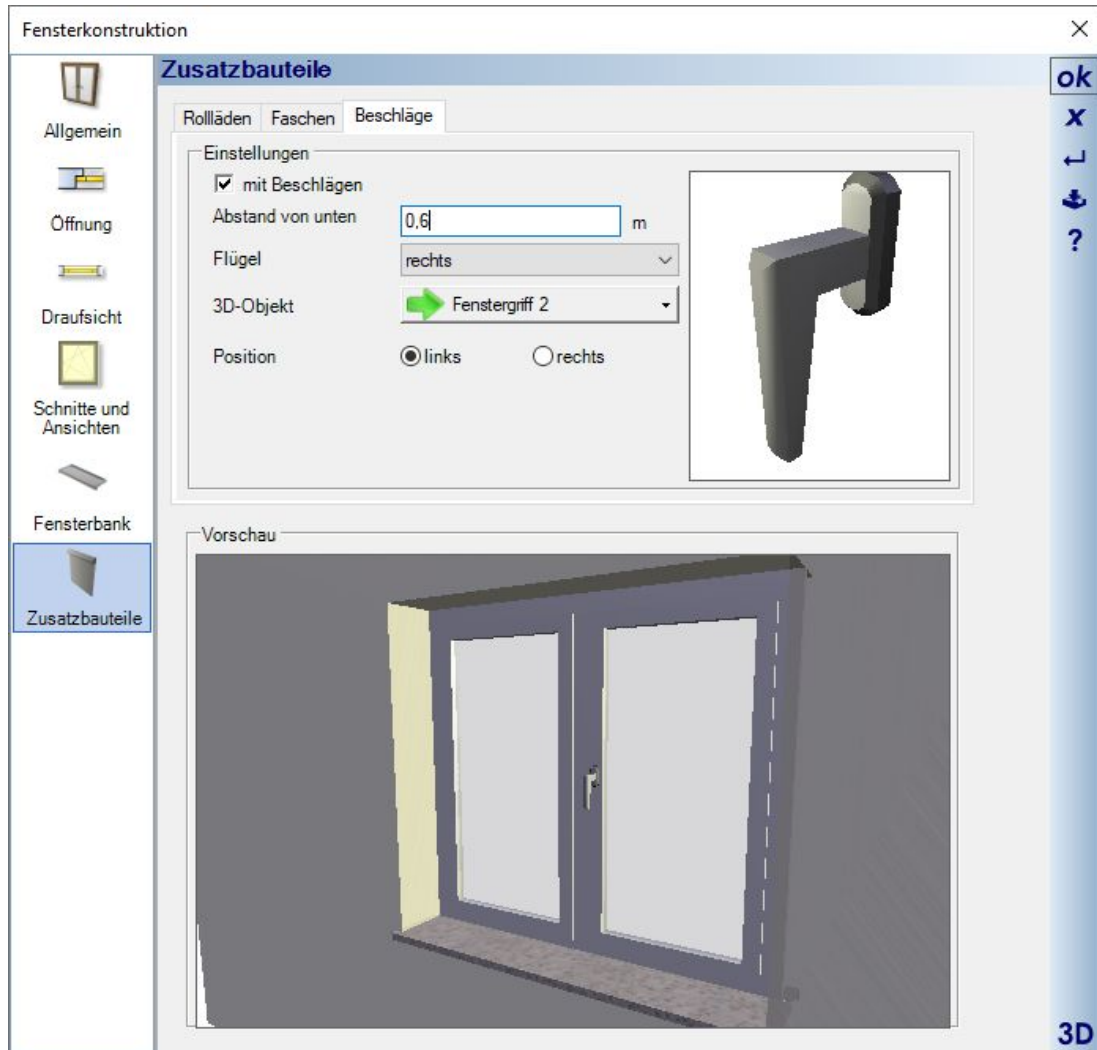 Fensterkonstruktion
Allgemein
Öffnung
Draufsicht
Schnitte und
Ansichten
Fensterbank
Zusatzbauteile
Zusatzbauteile
Rollläden Faschen Beschläge
Einstellungen
mit Beschlägen
Abstand von unten 0,6 m
Flügel rechts
3D-Objekt Fenstergriff 2
Position links rechts
Vorschau
ok
x
?
3D